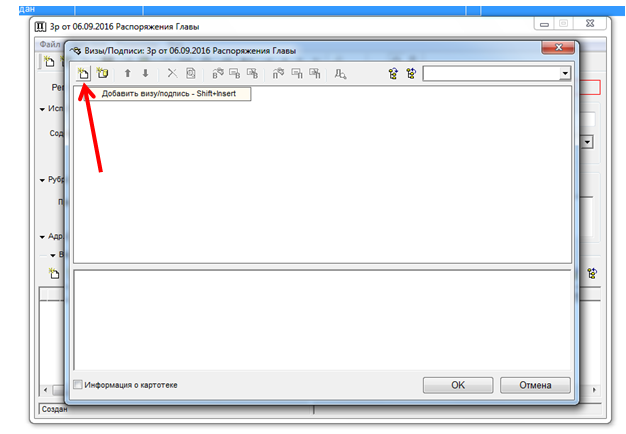 дан
3р от 06.09.2016 Распоряжения Главы
Файл
Визы/Подписи: 3р от 06.09.2016 Распоряжения Главы
Добавить визу/подпись - Shift+Insert
Рег
Исп
Сод
Рубр
П
Адр
В
Информация о картотеке
OK
Отмена
Создан